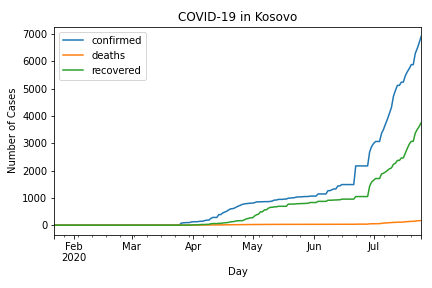 COVID-19 in Kosovo
confirmed
deaths
recovered
Number of Cases
7000
6000
5000
4000
3000
2000
1000
0
Feb
2020
Mar
Apr
May
Jun
Jul
Day